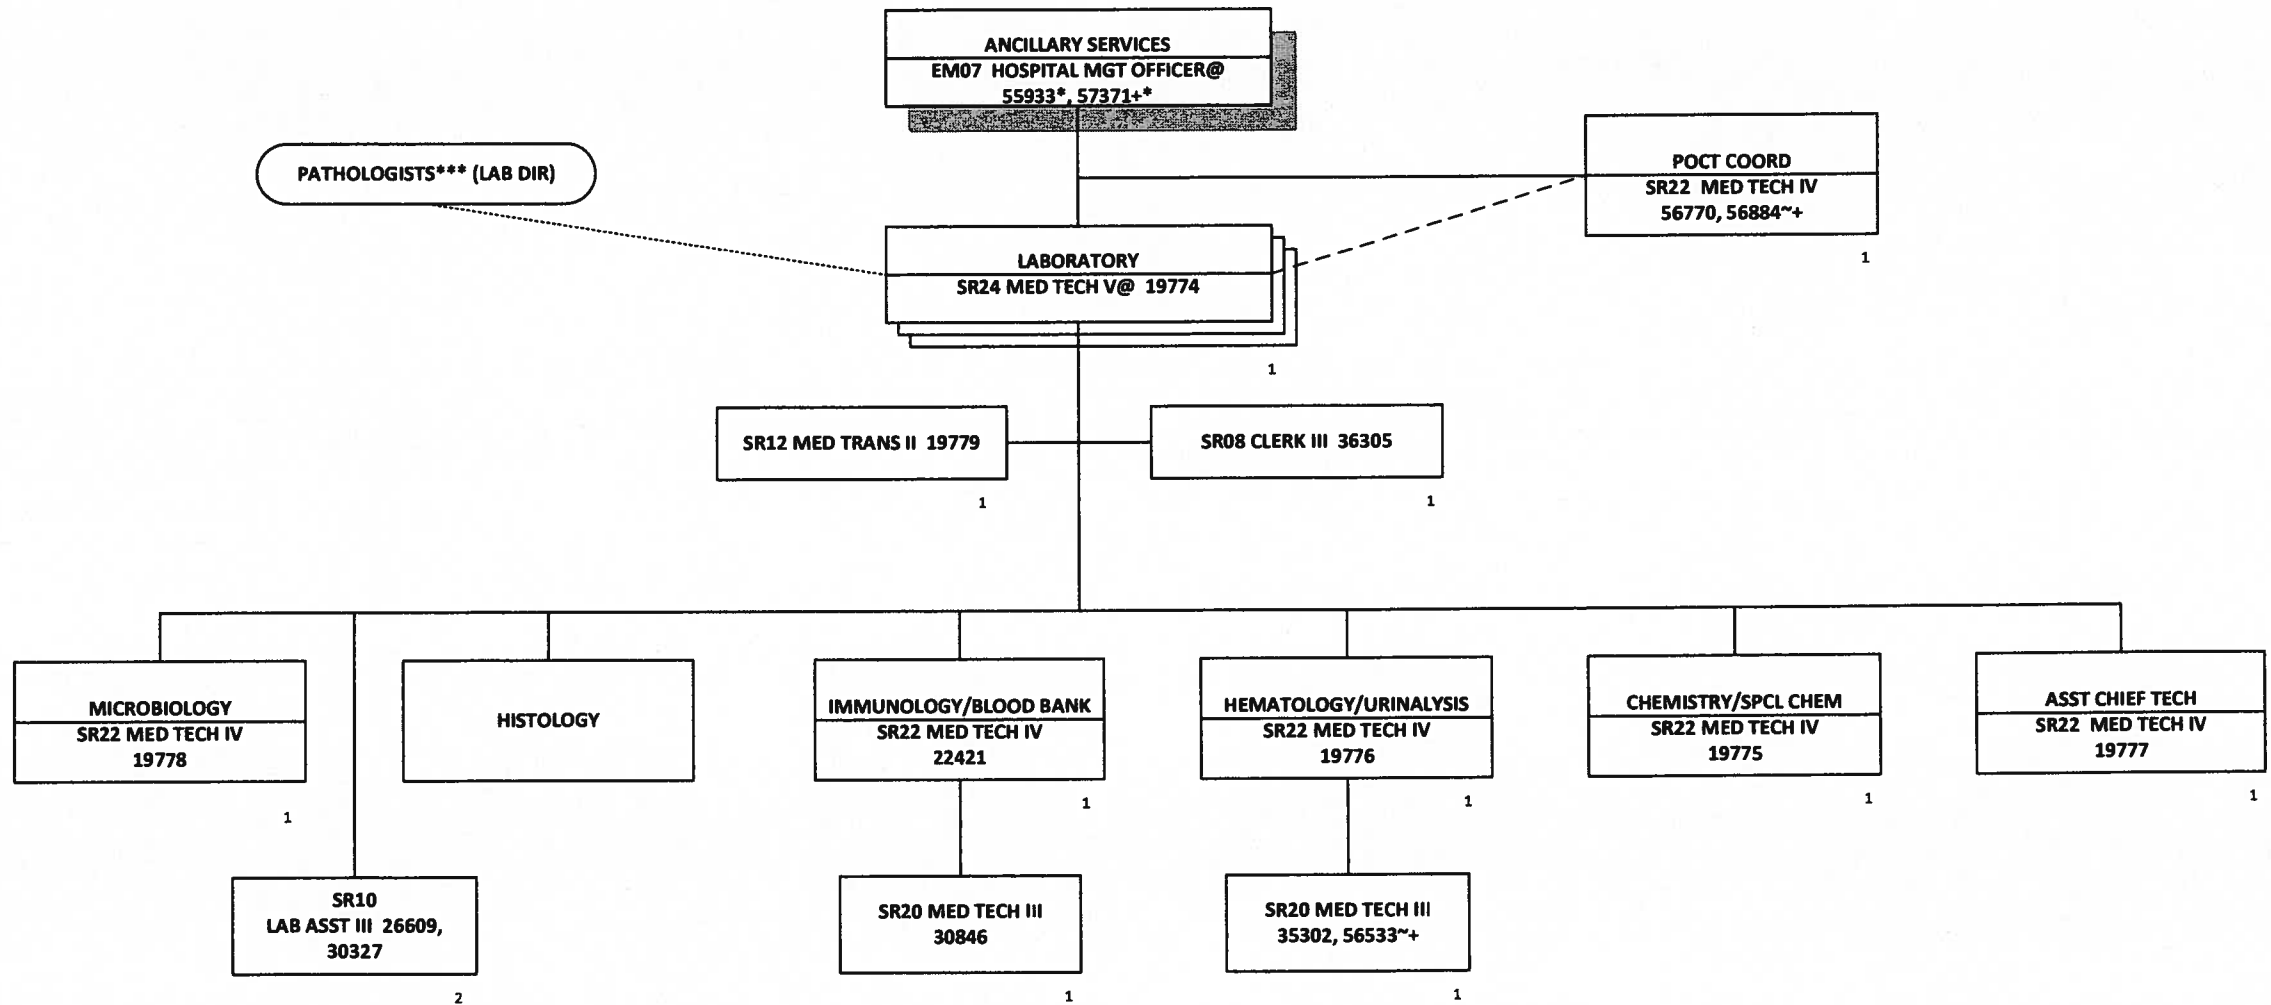 ANCILLARY SERVICES
EM07 HOSPITAL MGT OFFICER@
55933*, 57371+*
PATHOLOGISTS*** (LAB DIR)
POCT COORD
SR22 MED TECH IV
56770, 56884~+
1
LABORATORY
SR24 MED TECH V@ 19774
1
SR12 MED TRANS II 19779
1
SR08 CLERK III 36305
1
MICROBIOLOGY
SR22 MED TECH IV
19778
1
HISTOLOGY
IMMUNOLOGY/BLOOD BANK
SR22 MED TECH IV
22421
1
HEMATOLOGY/URINALYSIS
SR22 MED TECH IV
19776
1
CHEMISTRY/SPCL CHEM
SR22 MED TECH IV
19775
1
ASST CHIEF TECH
SR22 MED TECH IV
19777
1
SR10
LAB ASST III 26609,
30327
2
SR20 MED TECH III
30846
1
SR20 MED TECH III
35302, 56533~+
1